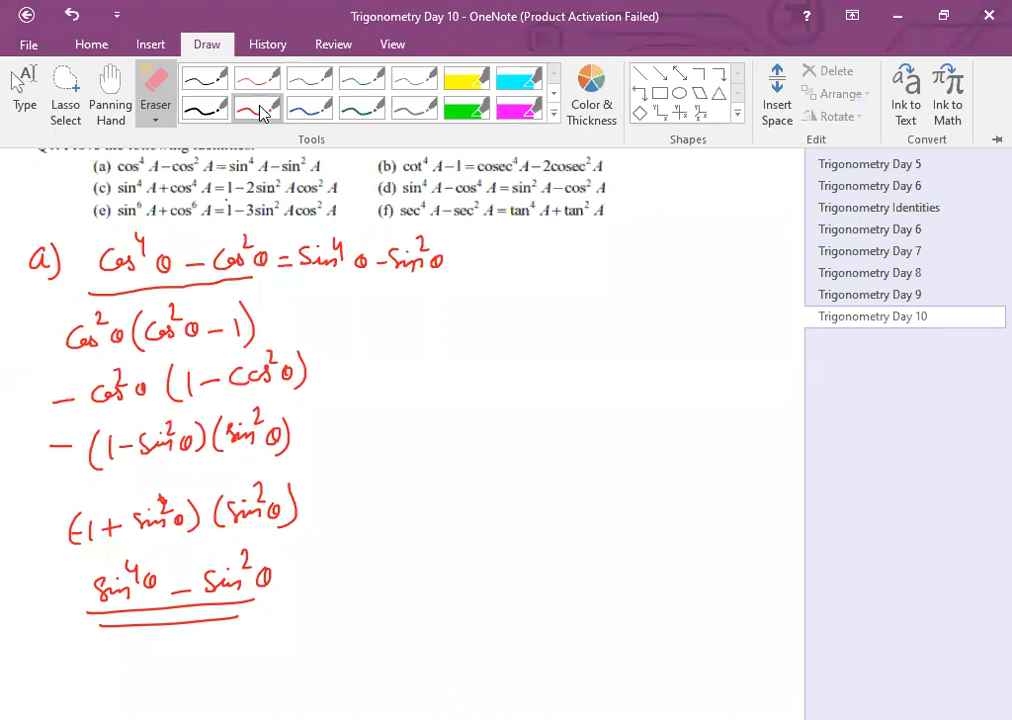 Trigonometry Day 10 - OneNote (Product Activation Failed)
?
File Home Insert Draw History Review View
Type
Lasso Select
Panning Hand
Eraser
Color & Thickness
Insert Space
Delete
Arrange
Rotate
Ink to Text
Ink to Math
Tools
Shapes
Edit
Convert
(a) cos⁴ A−cos² A=sin⁴ A−sin² A (b) cot⁴ A−1=cosec⁴ A−2cosec² A
(c) sin⁴ A+cos⁴ A=1−2sin² Acos² A (d) sin⁴ A−cos⁴ A=sin² A−cos² A
(e) sin⁶ A+cos⁶ A=1−3sin² Acos² A (f) sec⁴ A−sec² A=tan⁴ A+tan² A
a) Cos⁴θ − Cos²θ = Sin⁴θ − Sin²θ
Cos²θ (Cos²θ − 1)
− Cos²θ (1 − Cos²θ)
− (1 − Sin²θ) (Sin²θ)
(−1 + Sin²θ) (Sin²θ)
Sin⁴θ − Sin²θ
Trigonometry Day 5
Trigonometry Day 6
Trigonometry Identities
Trigonometry Day 6
Trigonometry Day 7
Trigonometry Day 8
Trigonometry Day 9
Trigonometry Day 10